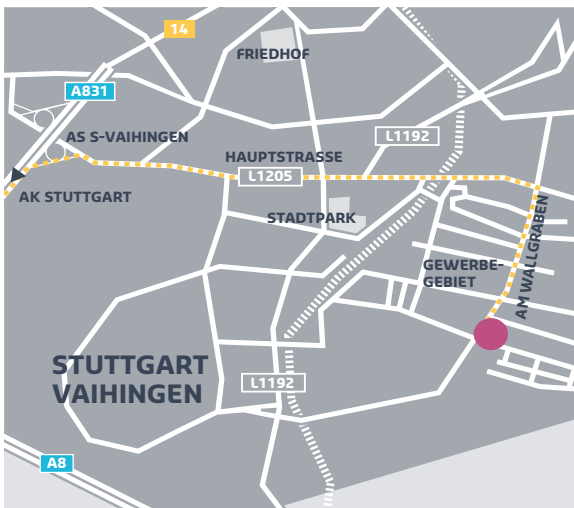 14
FRIEDHOF
A831
AS S-VAIHINGEN
L1192
HAUPTSTRASSE
L1205
AK STUTTGART
STADTPARK
AM WALLGRABEN
GEWERBE-
GEBIET
STUTTGART
VAIHINGEN
L1192
A8